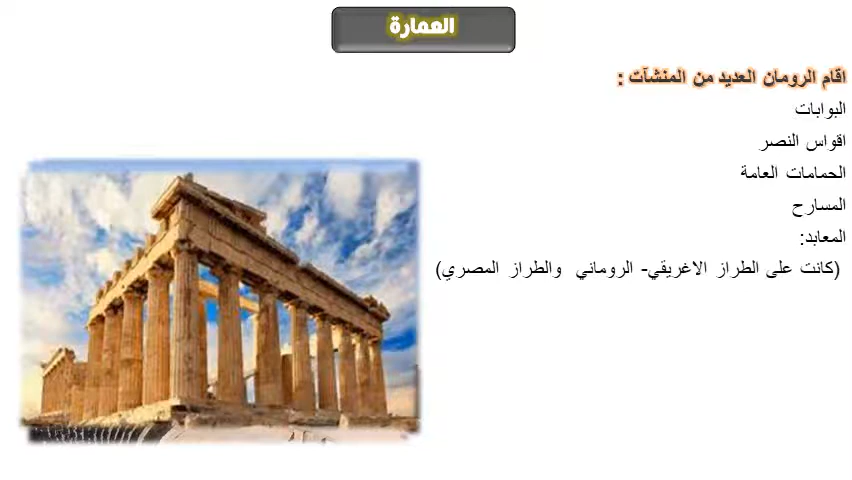 العمارة
اقام الرومان العديد من المنشآت :
البوابات
اقواس النصر
الحمامات العامة
المسارح
المعابد:
(كانت على الطراز الاغريقي- الروماني والطراز المصري)